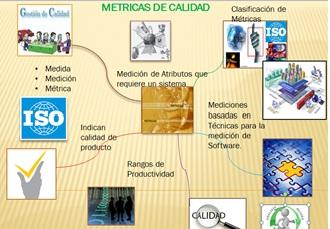 METRICAS DE CALIDAD
Gestión de Calidad
Clasificación de
Métricas
ISO
• Medida
• Medición
• Métrica
Medición de Atributos que
requiere un sistema
ISO
Indican
calidad de
producto
Mediciones
basadas en
Técnicas para la
medición de
Software.
Rangos de
Productividad
CALIDAD